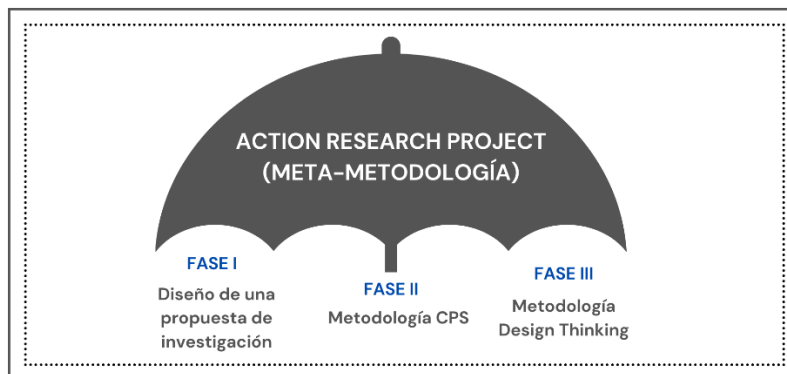 ACTION RESEARCH PROJECT
(META-METODOLOGÍA)
FASE I
Diseño de una
propuesta de
investigación
FASE II
Metodología CPS
FASE III
Metodología
Design Thinking